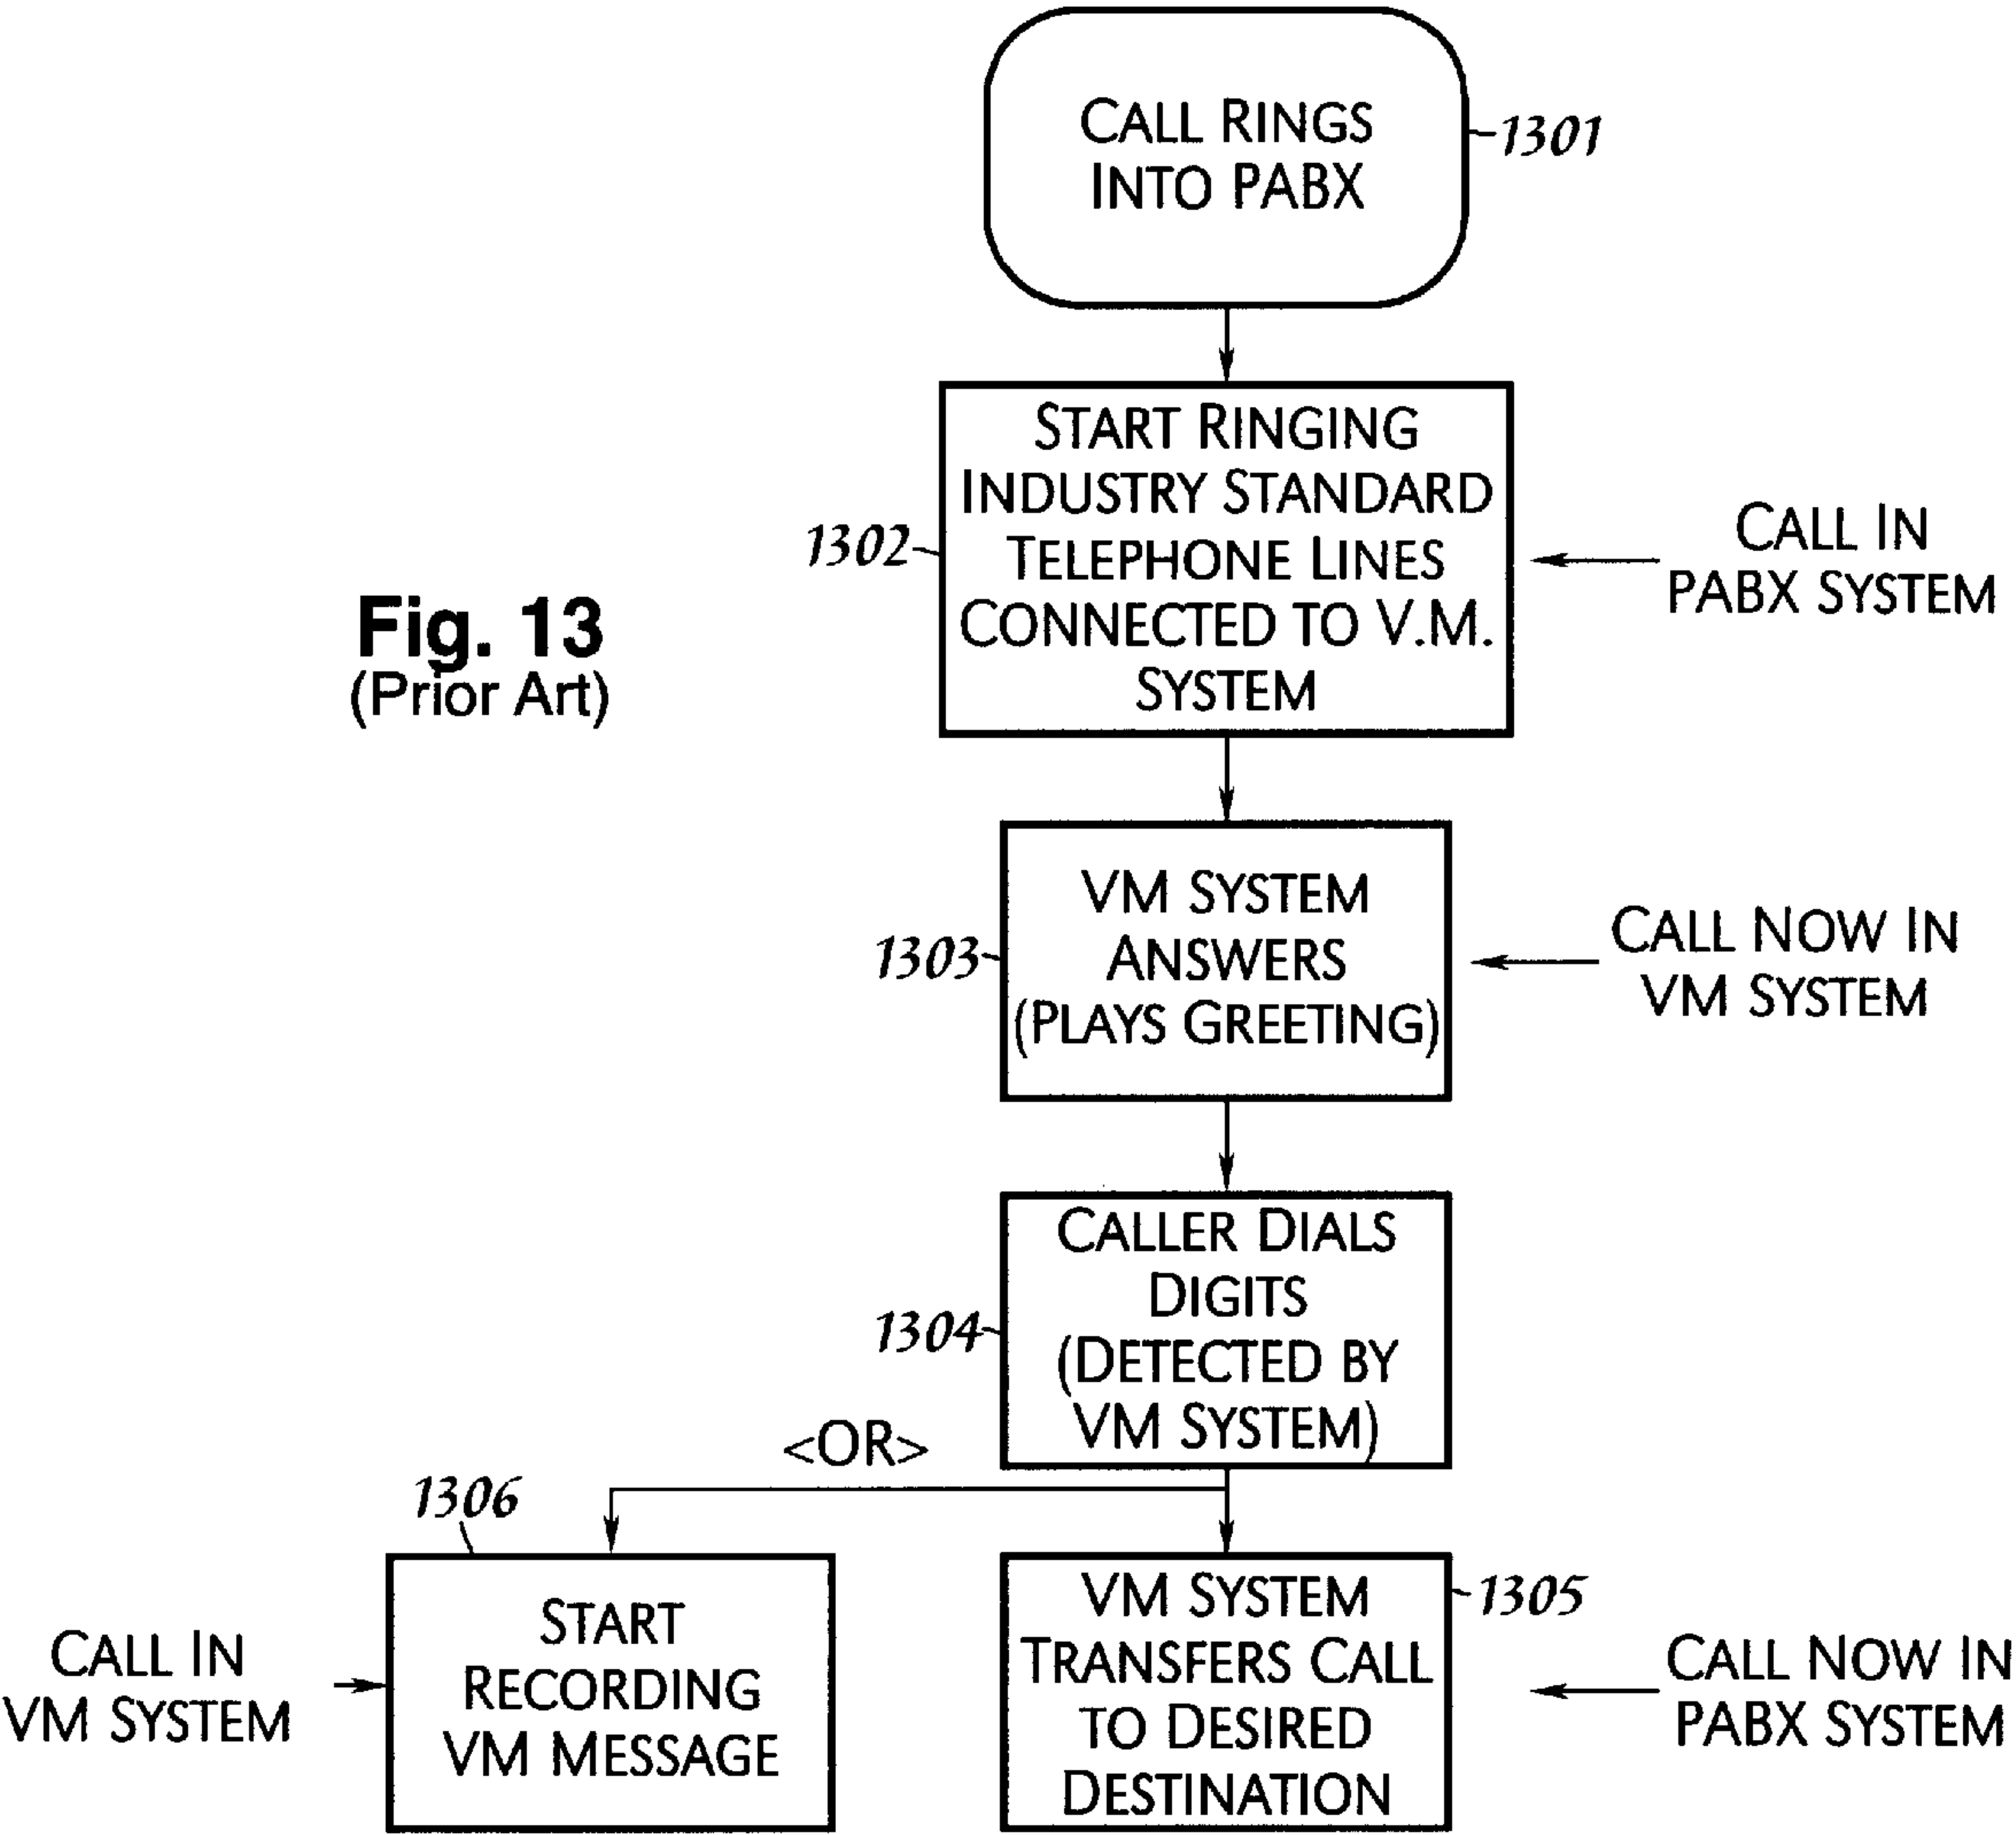 CALL RINGS
INTO PABX
1301
START RINGING
INDUSTRY STANDARD
TELEPHONE LINES
CONNECTED TO V.M.
SYSTEM
1302
CALL IN
PABX SYSTEM
Fig. 13
(Prior Art)
VM SYSTEM
ANSWERS
(PLAYS GREETING)
1303
CALL NOW IN
VM SYSTEM
CALLER DIALS
DIGITS
(DETECTED BY
VM SYSTEM)
1304
<OR>
1306
START
RECORDING
VM MESSAGE
CALL IN
VM SYSTEM
VM SYSTEM
TRANSFERS CALL
TO DESIRED
DESTINATION
1305
CALL NOW IN
PABX SYSTEM